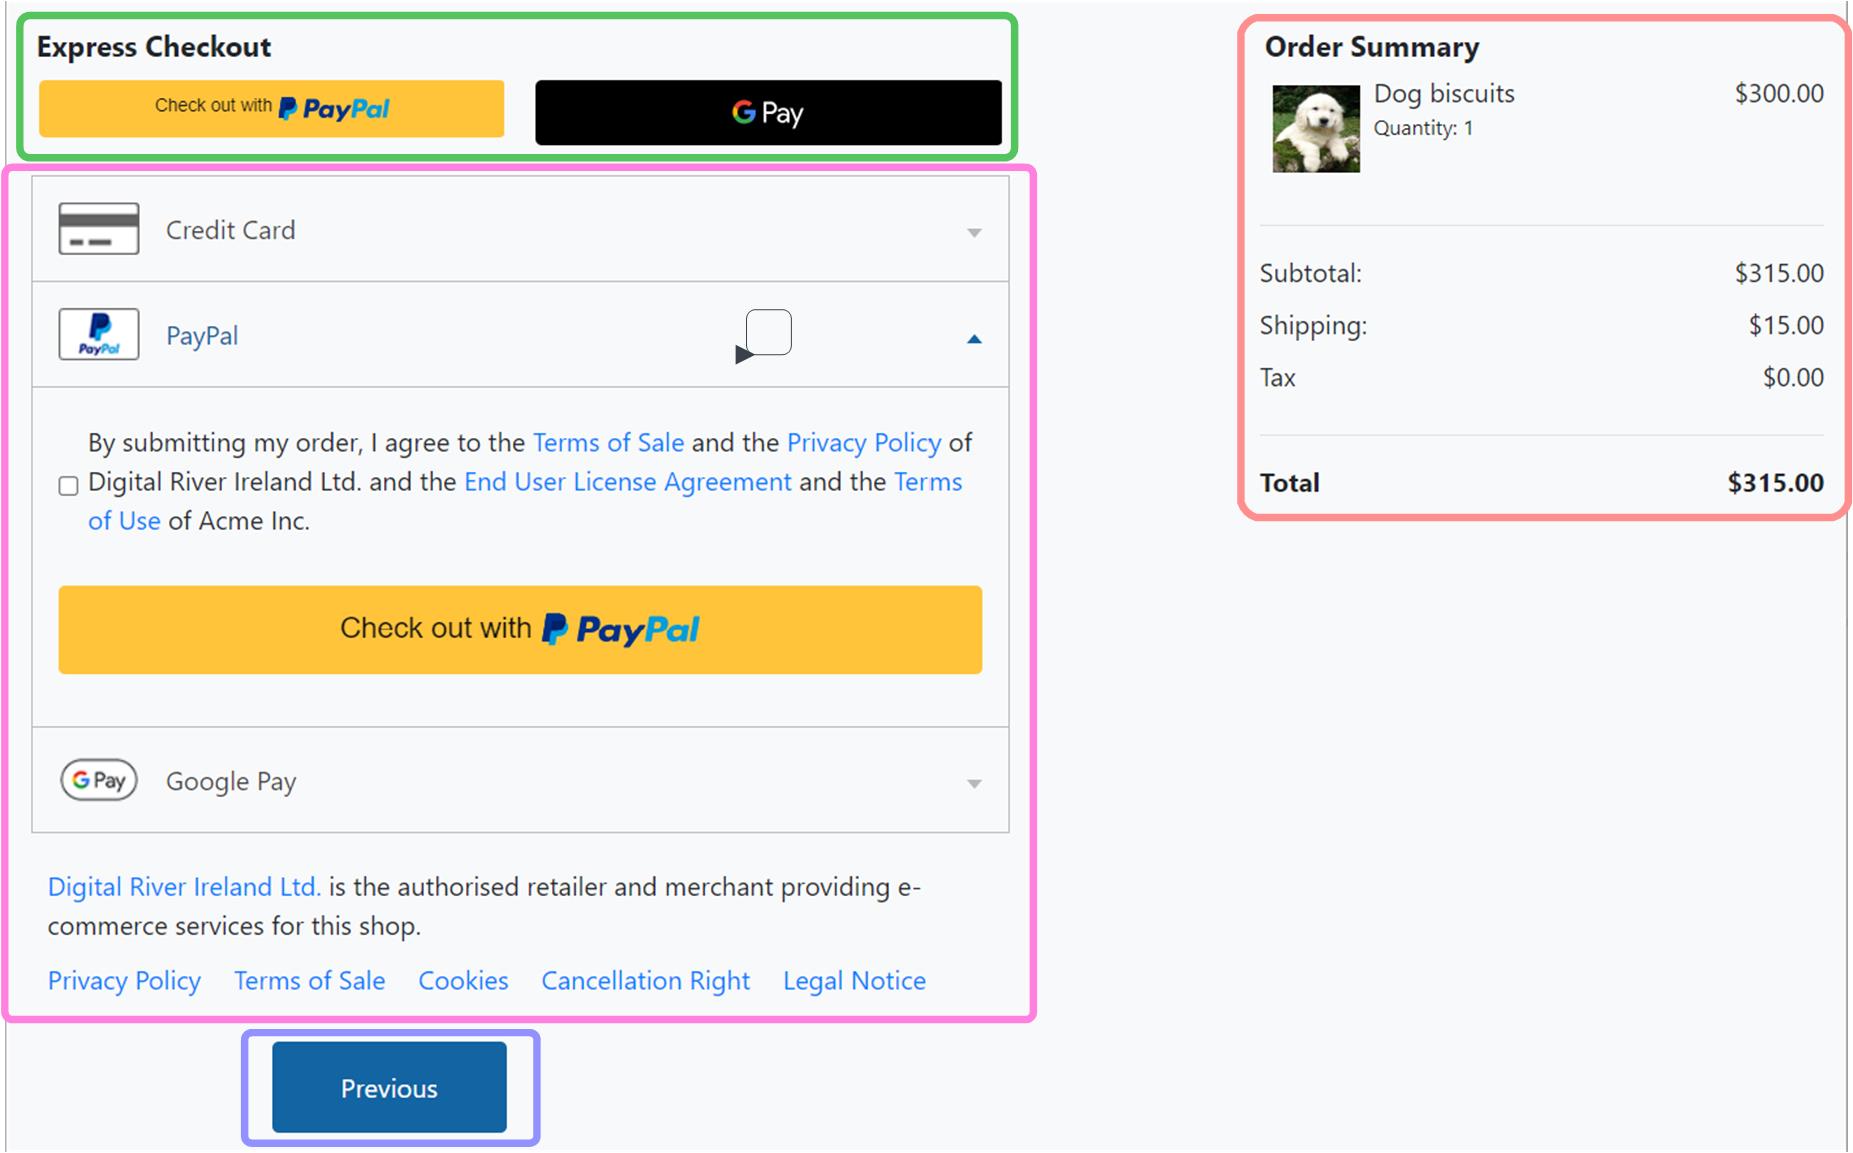 Express Checkout
Check out with PayPal
G Pay
Credit Card
PayPal
PayPal
By submitting my order, I agree to the Terms of Sale and the Privacy Policy of
Digital River Ireland Ltd. and the End User License Agreement and the Terms
of Use of Acme Inc.
Check out with PayPal
G Pay
Google Pay
Digital River Ireland Ltd. is the authorised retailer and merchant providing e-
commerce services for this shop.
Privacy Policy Terms of Sale Cookies Cancellation Right Legal Notice
Previous
Order Summary
Dog biscuits $300.00
Quantity: 1
Subtotal: $315.00
Shipping: $15.00
Tax $0.00
Total $315.00